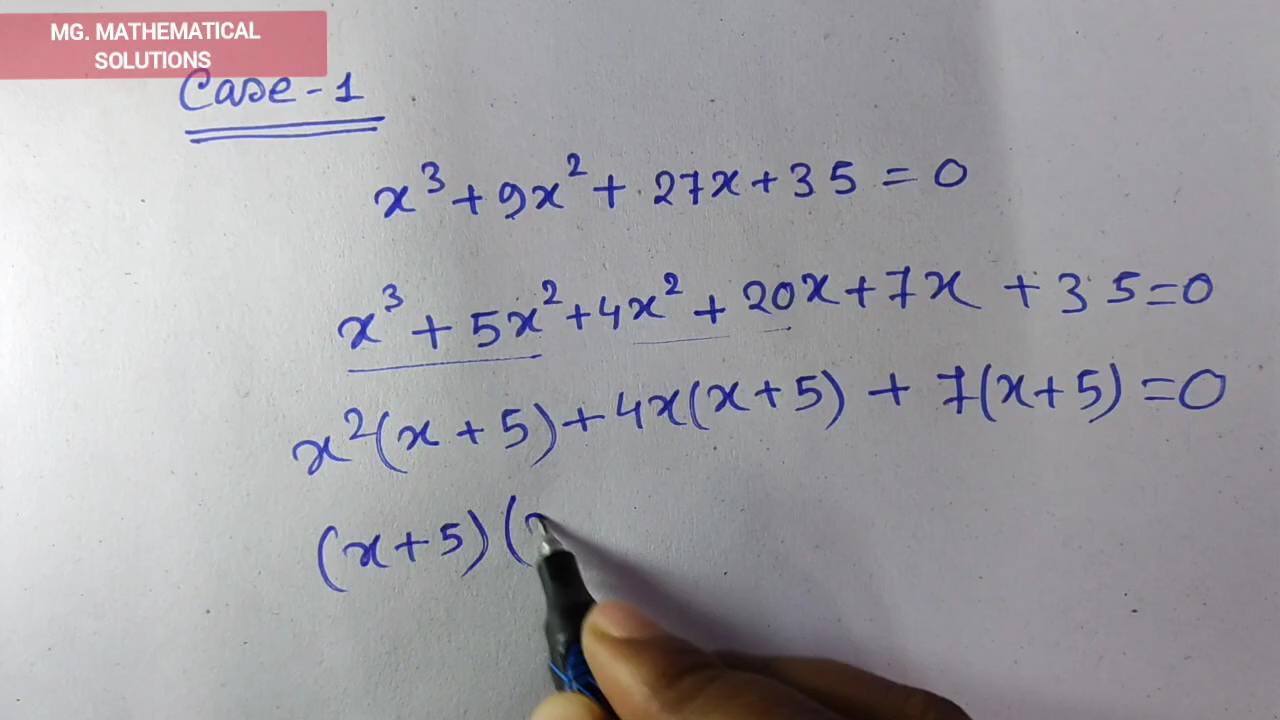 MG. MATHEMATICAL
SOLUTIONS
Case - 1
x³ + 9x² + 27x + 35 = 0
x³ + 5x² + 4x² + 20x + 7x + 35 = 0
x²(x + 5) + 4x(x + 5) + 7(x + 5) = 0
(x + 5) (